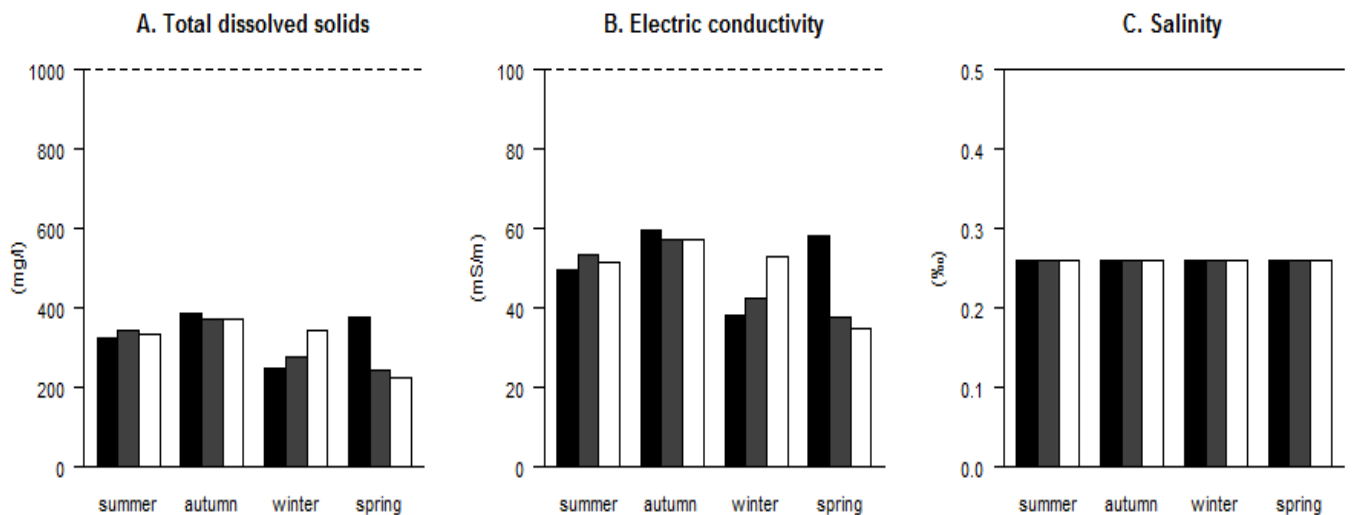 A. Total dissolved solids
1000
800
600
400
200
0
(mg/l)
summer autumn winter spring
B. Electric conductivity
100
80
60
40
20
0
(mS/m)
summer autumn winter spring
C. Salinity
0.5
0.4
0.3
0.2
0.1
0.0
(‰)
summer autumn winter spring